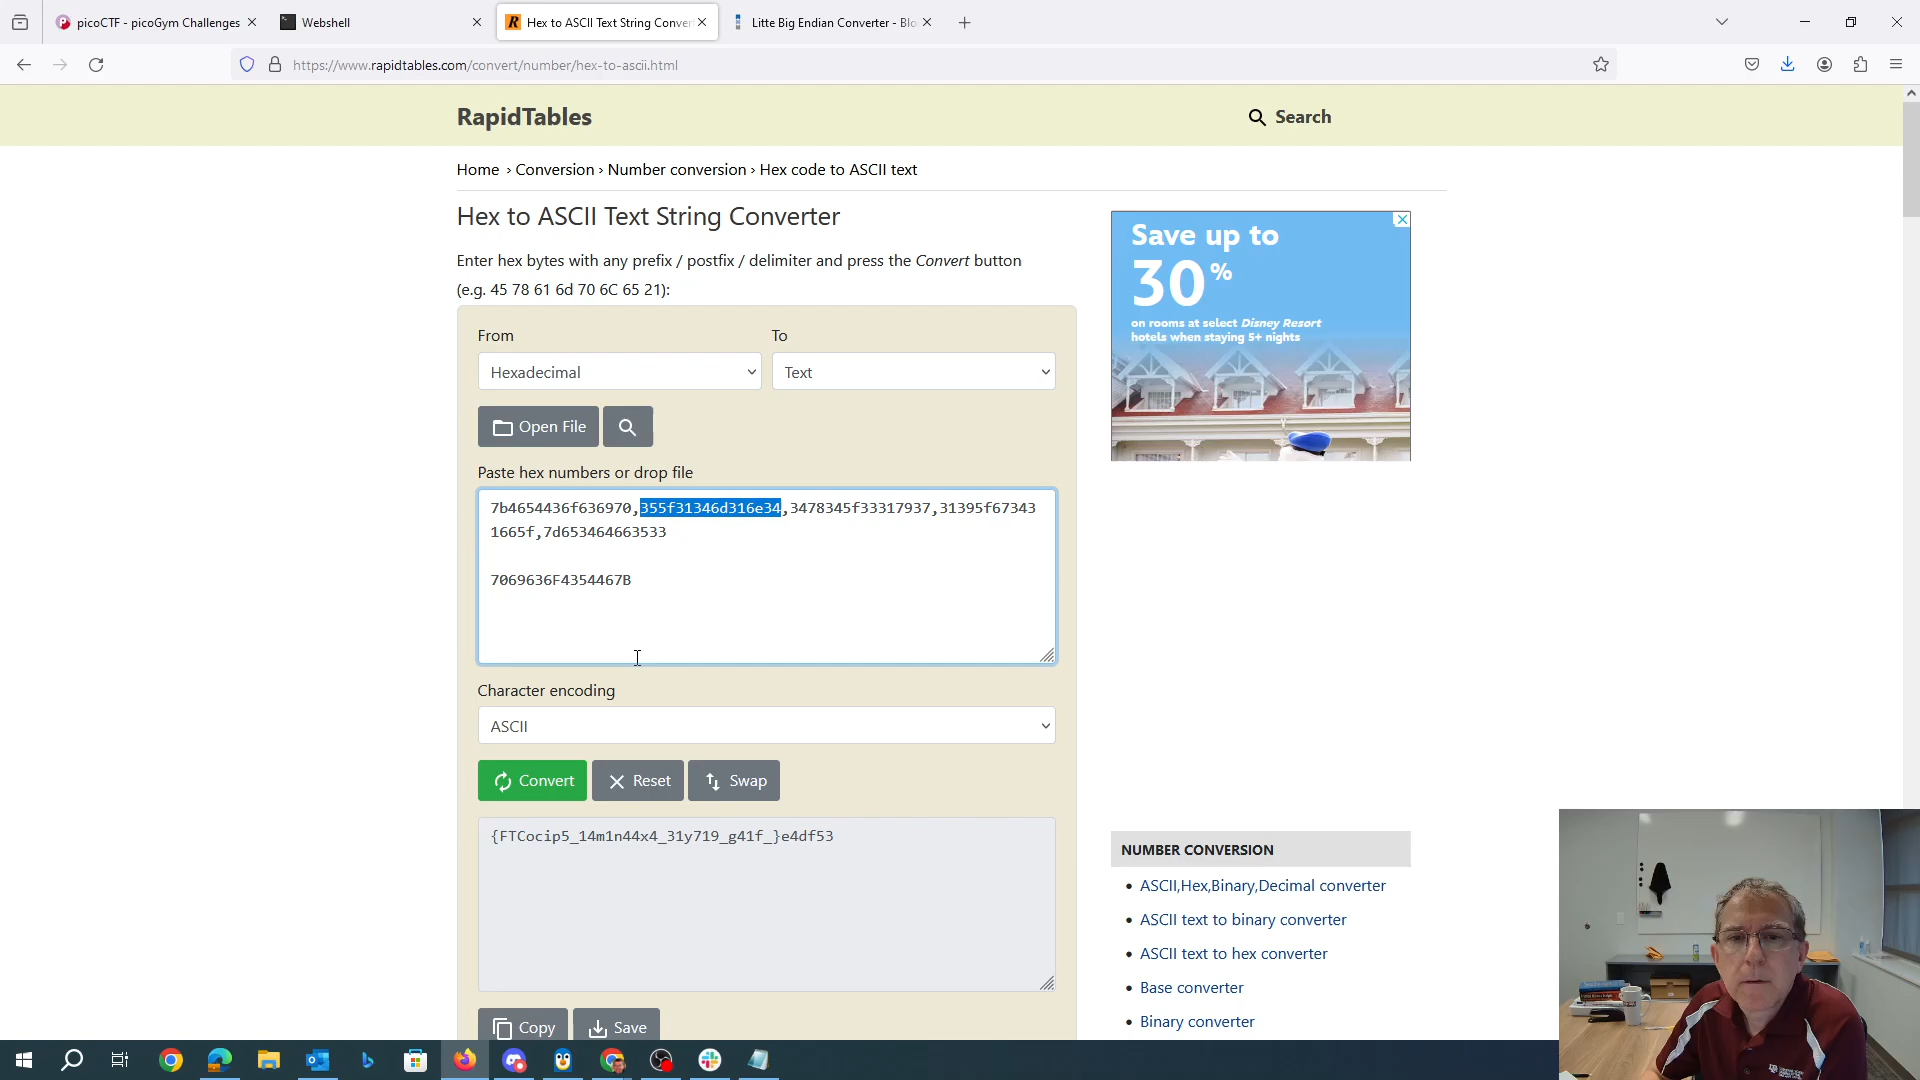 picoCTF - picoGym Challenges
Webshell
Hex to ASCII Text String Conver
Litte Big Endian Converter - Blo
https://www.rapidtables.com/convert/number/hex-to-ascii.html
RapidTables
Search
Home › Conversion › Number conversion › Hex code to ASCII text
Hex to ASCII Text String Converter
Enter hex bytes with any prefix / postfix / delimiter and press the Convert button
(e.g. 45 78 61 6d 70 6C 65 21):
From
To
Hexadecimal
Text
Open File
Paste hex numbers or drop file
7b4654436f636970,355f31346d316e34,3478345f33317937,31395f67343
1665f,7d653464663533
7069636F4354467B
Character encoding
ASCII
Convert
Reset
Swap
{FTCocip5_14m1n44x4_31y719_g41f_}e4df53
Copy
Save
Save up to
30%
on rooms at select Disney Resort
hotels when staying 5+ nights
NUMBER CONVERSION
• ASCII,Hex,Binary,Decimal converter
• ASCII text to binary converter
• ASCII text to hex converter
• Base converter
• Binary converter